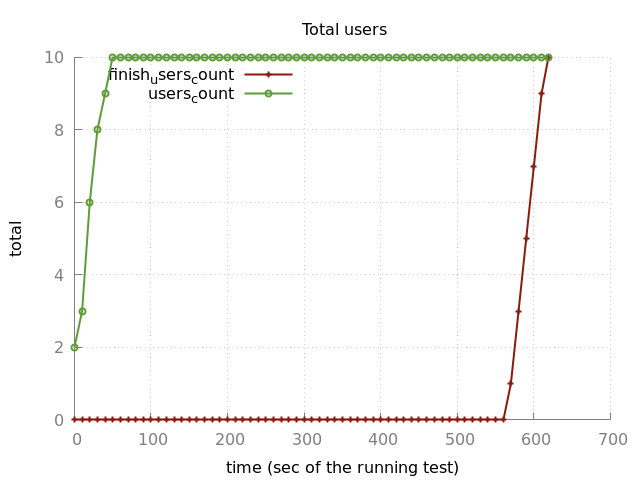 Total users
10
8
6
4
2
0
total
finish_users_count
users_count
0 100 200 300 400 500 600 700
time (sec of the running test)